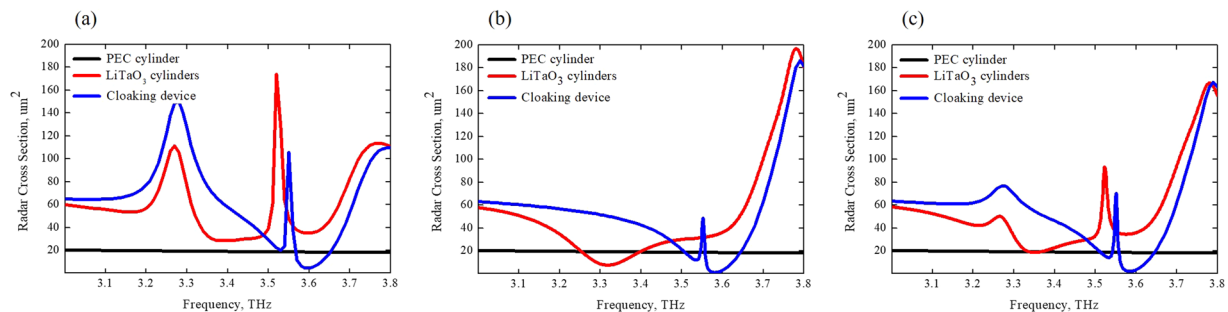 (a)
200
180
160
140
120
100
80
60
40
20
Radar Cross Section, um²
PEC cylinder
LiTaO₃ cylinders
Cloaking device
3.1 3.2 3.3 3.4 3.5 3.6 3.7 3.8
Frequency, THz
(b)
200
180
160
140
120
100
80
60
40
20
Radar Cross Section, um²
PEC cylinder
LiTaO₃ cylinders
Cloaking device
3.1 3.2 3.3 3.4 3.5 3.6 3.7 3.8
Frequency, THz
(c)
200
180
160
140
120
100
80
60
40
20
Radar Cross Section, um²
PEC cylinder
LiTaO₃ cylinders
Cloaking device
3.1 3.2 3.3 3.4 3.5 3.6 3.7 3.8
Frequency, THz